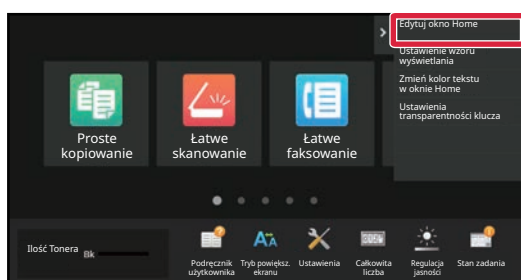 Edytuj okno Home
Ustawienie wzoru
wyświetlania
Zmień kolor tekstu
w oknie Home
Ustawienia
transparentności klucza
Proste
kopiowanie
Łatwe
skanowanie
Łatwe
faksowanie
Ilość Tonera
Bk
Podręcznik
użytkownika
Tryb powiększ.
ekranu
Ustawienia
Całkowita
liczba
Regulacja
jasności
Stan zadania